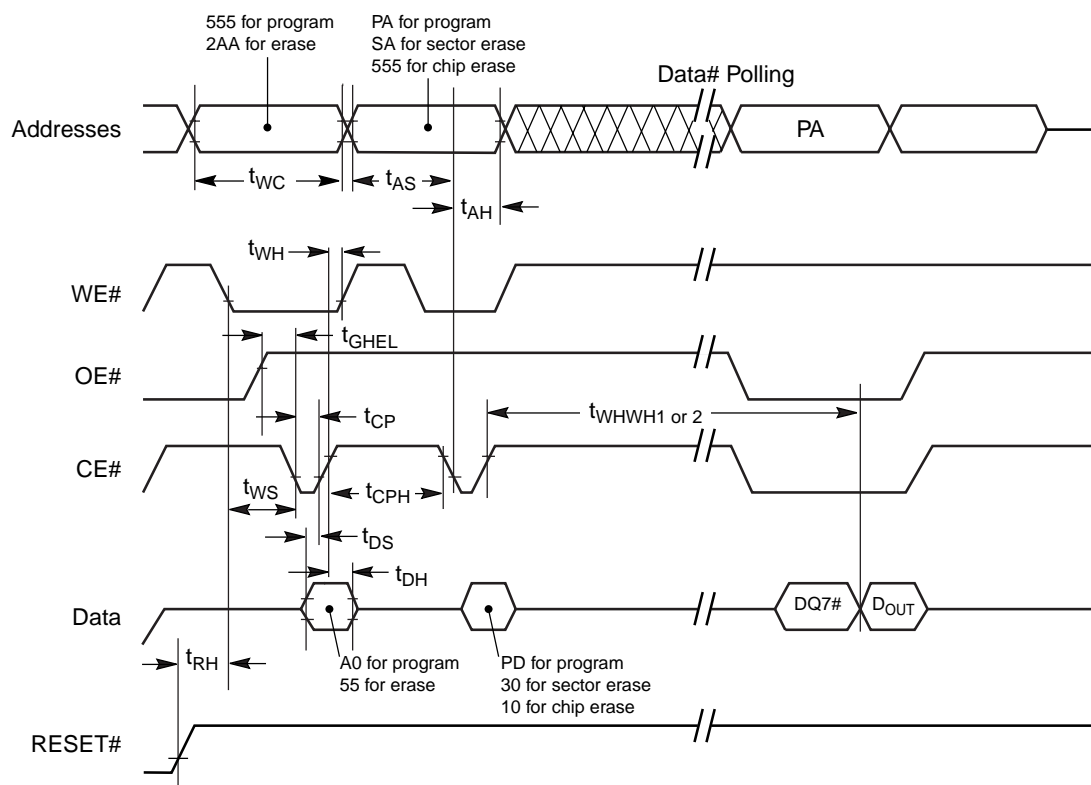 555 for program
2AA for erase
PA for program
SA for sector erase
555 for chip erase
Data# Polling
Addresses
PA
tWC
tAS
tAH
tWH
WE#
tGHEL
OE#
tCP
tWHWH1 or 2
CE#
tWS
tCPH
tDS
tDH
Data
DQ7#
DOUT
tRH
A0 for program
55 for erase
PD for program
30 for sector erase
10 for chip erase
RESET#